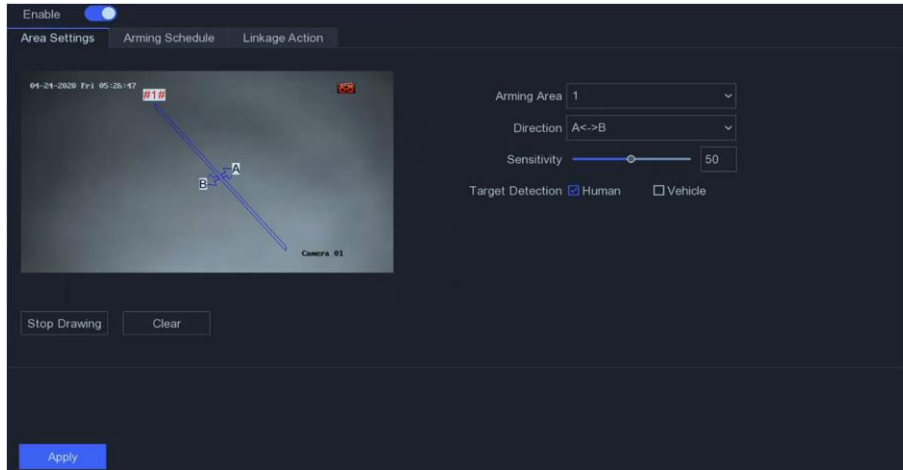 Enable
Area Settings Arming Schedule Linkage Action
04-24-2020 Fri 05:26:47
#1#
Arming Area 1
Direction A<->B
Sensitivity 50
A
B
Target Detection Human Vehicle
Camera 01
Stop Drawing Clear
Apply